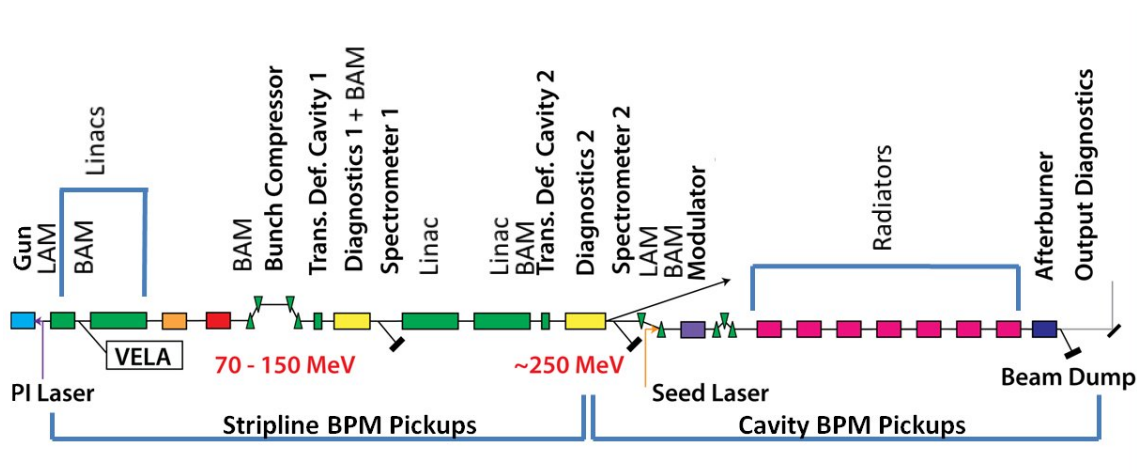 Gun
LAM
Linacs
BAM
BAM
Bunch Compressor
Trans. Def. Cavity 1
Diagnostics 1 + BAM
Spectrometer 1
Linac
Linac
BAM
Trans. Def. Cavity 2
Diagnostics 2
Spectrometer 2
LAM
BAM
Modulator
Radiators
Afterburner
Output Diagnostics
VELA
70 - 150 MeV
~250 MeV
PI Laser
Seed Laser
Beam Dump
Stripline BPM Pickups
Cavity BPM Pickups